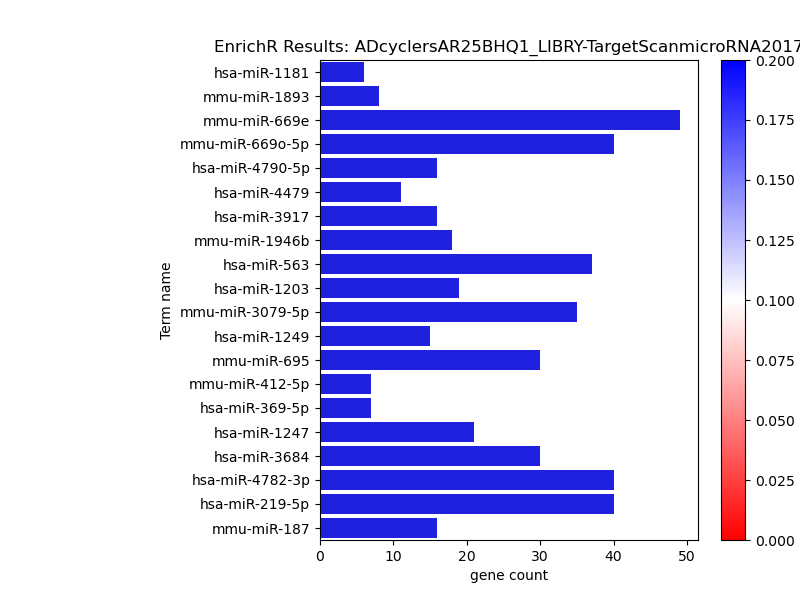 EnrichR Results: ADcyclersAR25BHQ1_LIBRY-TargetScanmicroRNA2017
hsa-miR-1181
mmu-miR-1893
mmu-miR-669e
mmu-miR-669o-5p
hsa-miR-4790-5p
hsa-miR-4479
hsa-miR-3917
mmu-miR-1946b
hsa-miR-563
hsa-miR-1203
mmu-miR-3079-5p
hsa-miR-1249
mmu-miR-695
mmu-miR-412-5p
hsa-miR-369-5p
hsa-miR-1247
hsa-miR-3684
hsa-miR-4782-3p
hsa-miR-219-5p
mmu-miR-187
Term name
0 10 20 30 40 50
gene count
0.200
0.175
0.150
0.125
0.100
0.075
0.050
0.025
0.000